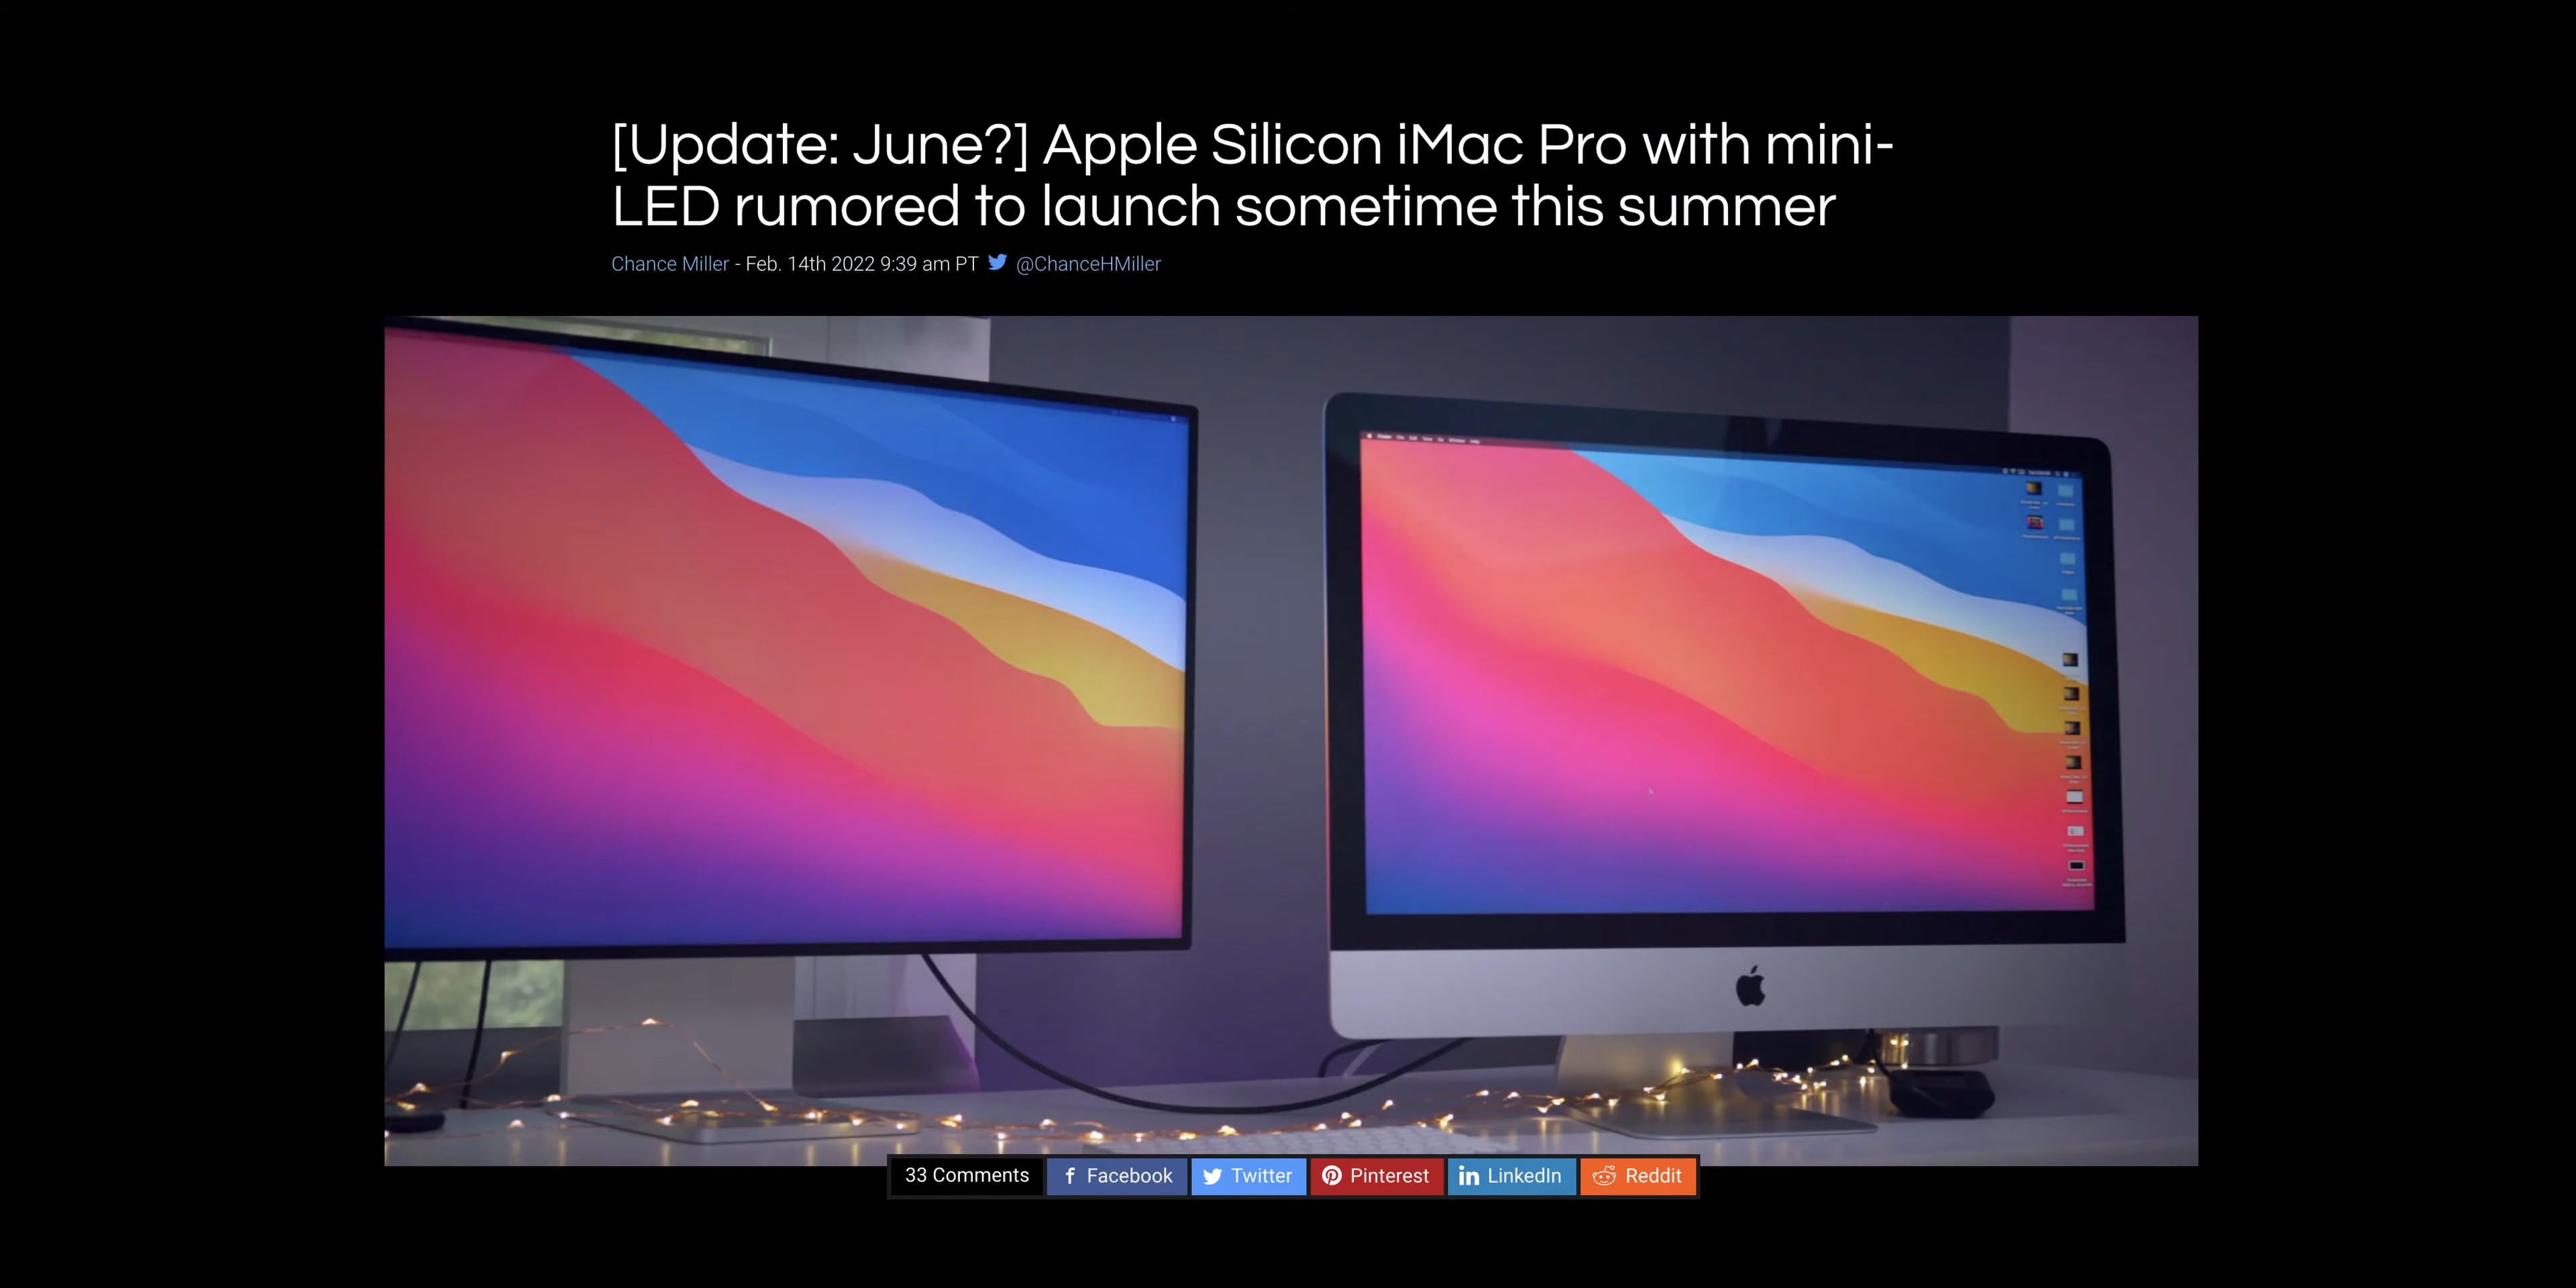 [Update: June?] Apple Silicon iMac Pro with mini-
LED rumored to launch sometime this summer
Chance Miller - Feb. 14th 2022 9:39 am PT @ChanceHMiller
33 Comments Facebook Twitter Pinterest LinkedIn Reddit